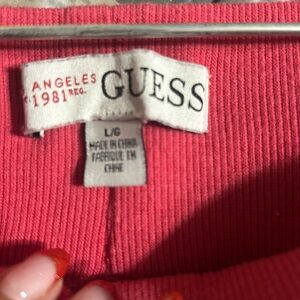 ANGELES
1981 REG.
GUESS
L/G
MADE IN CHINA
FABRIQUÉ EN
CHINE